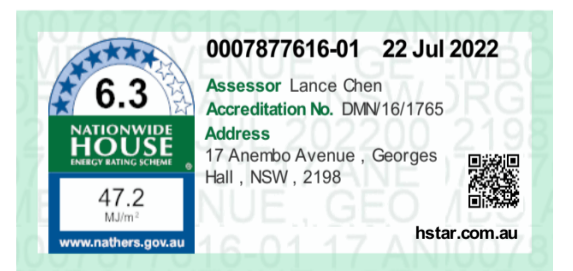 0007877616-01 22 Jul 2022
6.3
NATIONWIDE
HOUSE
ENERGY RATING SCHEME
47.2
MJ/m²
www.nathers.gov.au
Assessor Lance Chen
Accreditation No. DMN/16/1765
Address
17 Anembo Avenue , Georges
Hall , NSW , 2198
hstar.com.au